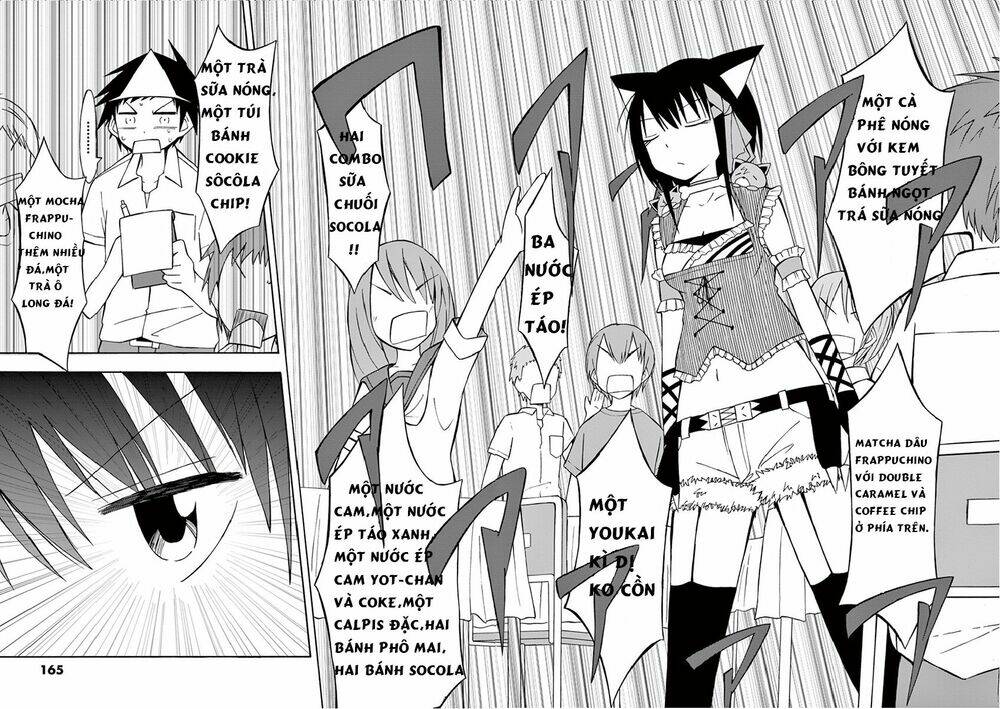 MỘT CÀ
PHÊ NÓNG
VỚI KEM
BÔNG TUYẾT
BÁNH NGỌT
TRÁ SỮA NÓNG
MATCHA DÂU
FRAPPUCHINO
VỚI DOUBLE
CARAMEL VÀ
COFFEE CHIP
Ở PHÍA TRÊN.
BA
NƯỚC
ÉP
TÁO!
MỘT
YOUKAI
KÌ DỊ
KO CỒN
HAI
COMBO
SỮA
CHUỐI
SOCOLA
!!
MỘT NƯỚC
CAM,MỘT NƯỚC
ÉP TÁO XANH,
MỘT NƯỚC ÉP
CAM YOT-CHAN
VÀ COKE,MỘT
CALPIS ĐẶC,HAI
BÁNH PHÔ MAI,
HAI BÁNH SOCOLA
MỘT TRÀ
SỮA NÓNG,
MỘT TÚI
BÁNH
COOKIE
SÔCÔLA
CHIP!
.......
MỘT MOCHA
FRAPPU-
CHINO
THÊM NHIỀU
ĐÁ,MỘT
TRÀ Ô
LONG ĐÁ!
165